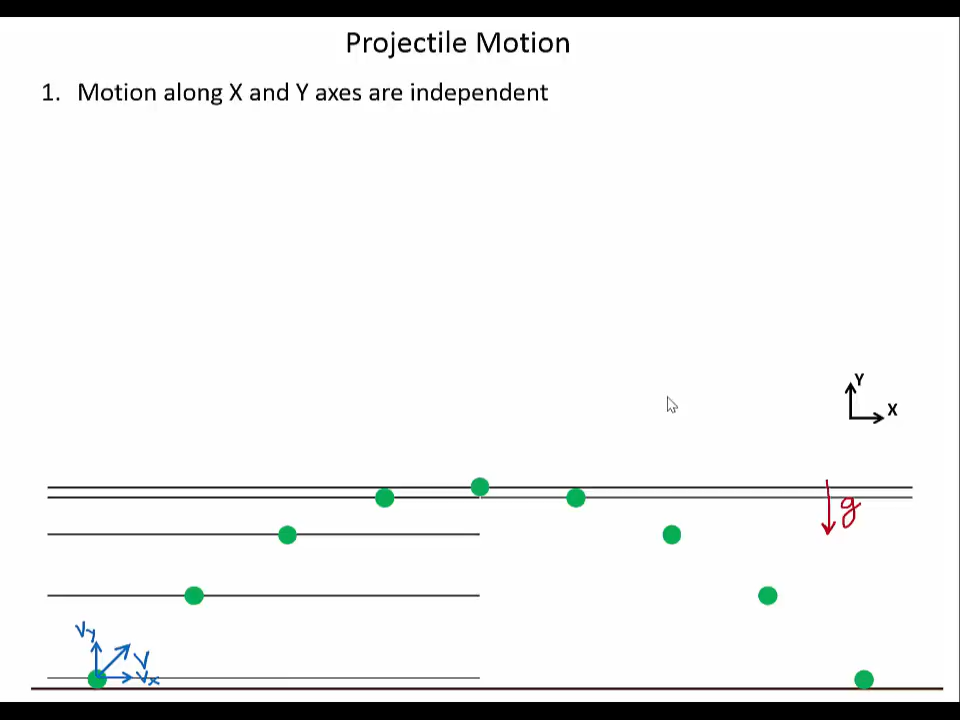 Projectile Motion
1. Motion along X and Y axes are independent
Y
X
g
Vy
V
Vx